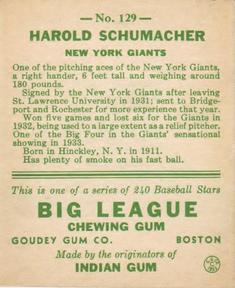 — No. 129 —
HAROLD SCHUMACHER
NEW YORK GIANTS
One of the pitching aces of the New York Giants,
a right hander, 6 feet tall and weighing around
180 pounds.
Signed by the New York Giants after leaving
St. Lawrence University in 1931; sent to Bridge-
port and Rochester for more experience that year.
Won five games and lost six for the Giants in
1932, being used to a large extent as a relief pitcher.
One of the Big Four in the Giants' sensational
showing in 1933.
Born in Hinckley, N. Y. in 1911.
Has plenty of smoke on his fast ball.
This is one of a series of 240 Baseball Stars
BIG LEAGUE
CHEWING GUM
GOUDEY GUM CO. BOSTON
Made by the originators of
INDIAN GUM